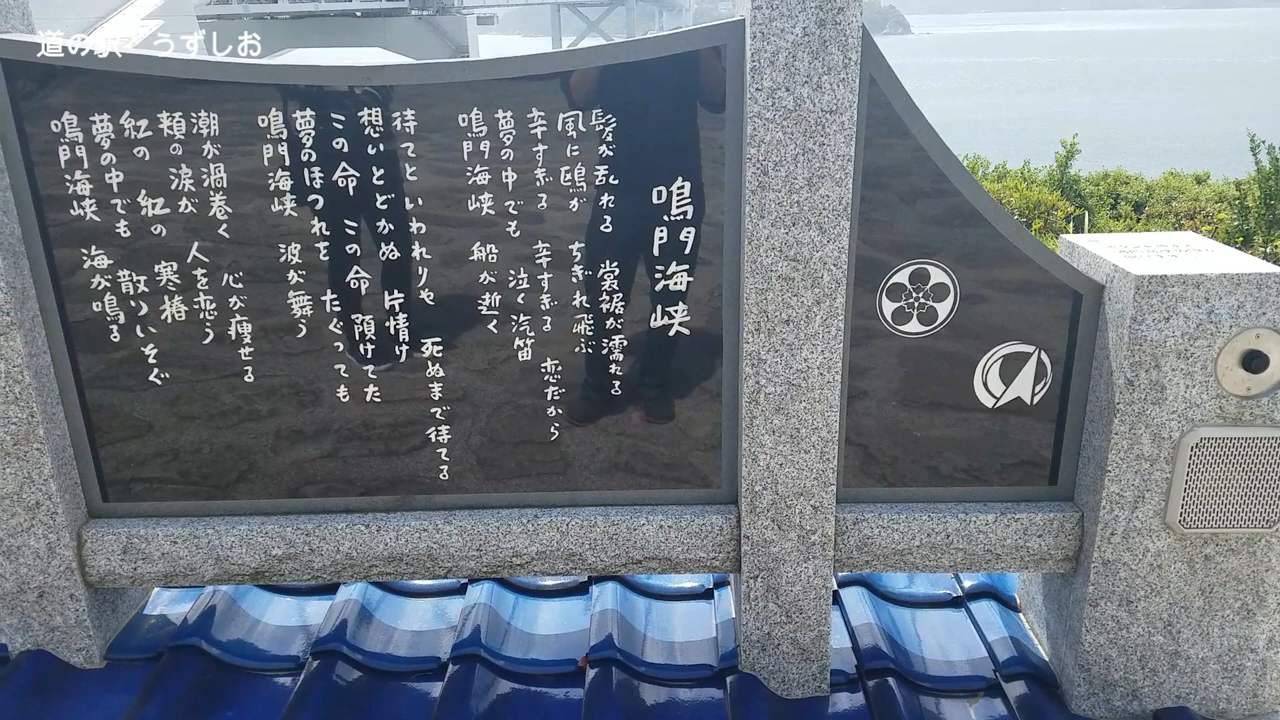 道の駅 うずしお
鳴門海峡
髪が乱れる 裳裾が濡れる
風に鴎が ちぎれ飛ぶ
辛すぎる 辛すぎる 恋だから
夢の中でも 泣く汽笛
鳴門海峡 船が逝く
待てといわれりゃ 死ぬまで待てる
想いとどかぬ 片情け
この命 この命 預けてた
夢のほつれを たぐっても
鳴門海峡 波が舞う
潮が渦巻く 心が痩せる
頬の涙が 人を恋う
紅の 紅の 寒椿
夢の中でも 散りいそぐ
鳴門海峡 海が鳴る